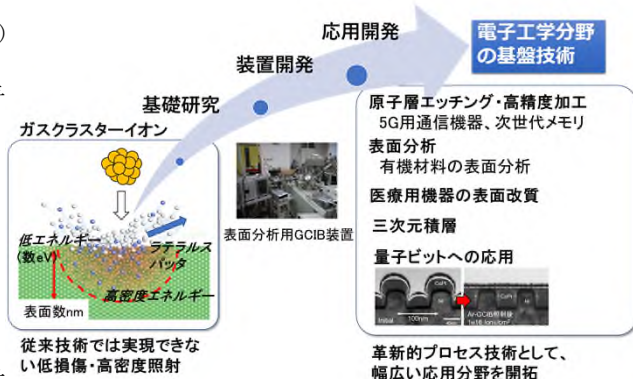 応用開発
装置開発
基礎研究
電子工学分野
の基盤技術
ガスクラスターイオン
低エネルギー
(数eV)
ラテラルス
パッタ
高密度エネルギー
表面数nm
従来技術では実現できな
い低損傷・高密度照射
表面分析用GCIB装置
原子層エッチング・高精度加工
5G用通信機器、次世代メモリ
表面分析
有機材料の表面分析
医療用機器の表面改質
三次元積層
量子ビットへの応用
Initial
100nm
CoPt
Ar-GCIB照射後
革新的プロセス技術として、
幅広い応用分野を開拓